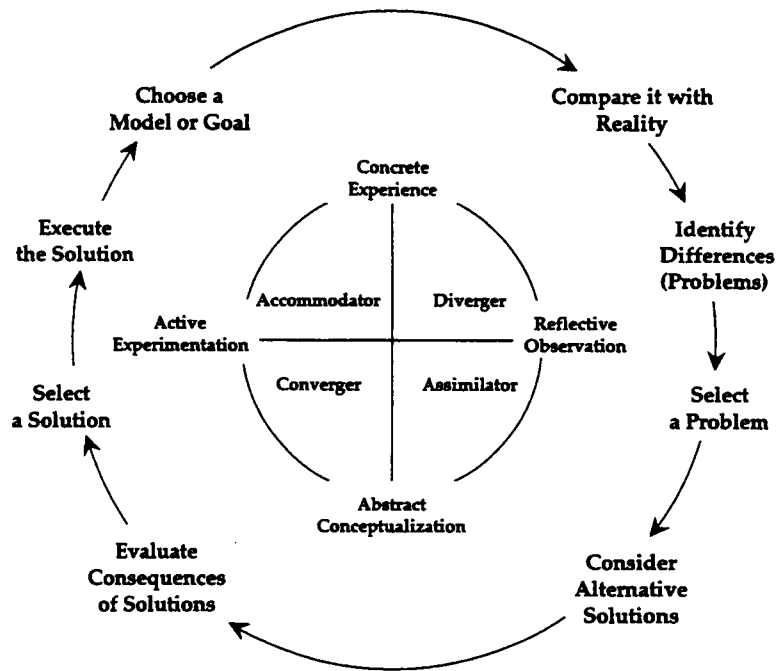 Choose a
Model or Goal
Compare it with
Reality
Concrete
Experience
Execute
the Solution
Identify
Differences
(Problems)
Accommodator
Diverger
Active
Experimentation
Reflective
Observation
Converger
Assimilator
Select
a Solution
Select
a Problem
Abstract
Conceptualization
Evaluate
Consequences
of Solutions
Consider
Alternative
Solutions